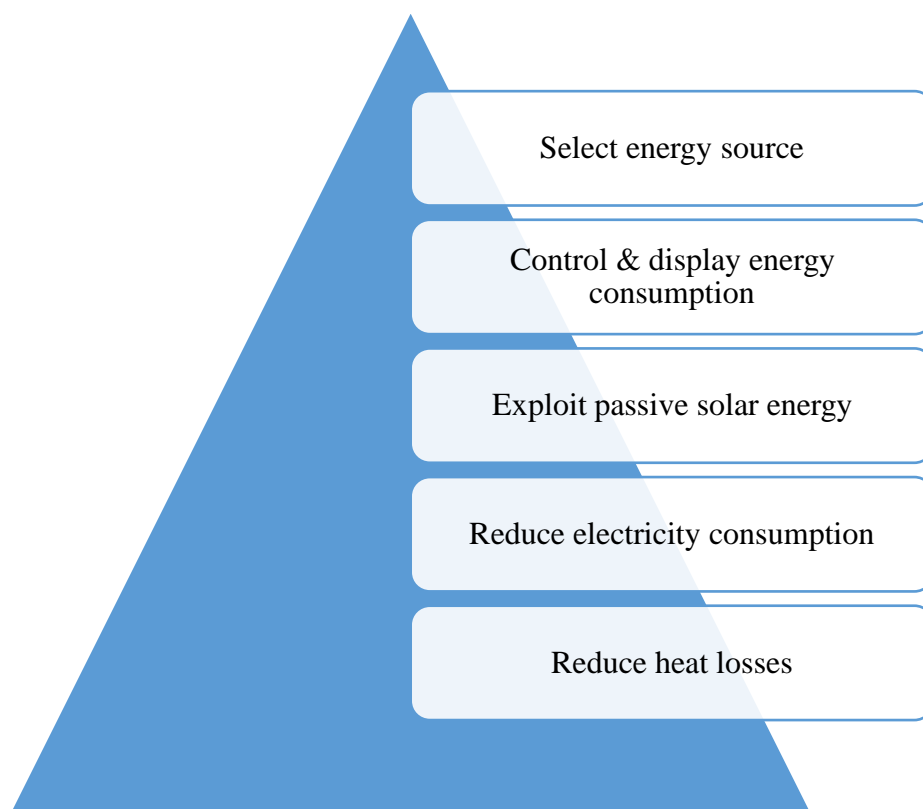 Select energy source
Control & display energy
consumption
Exploit passive solar energy
Reduce electricity consumption
Reduce heat losses